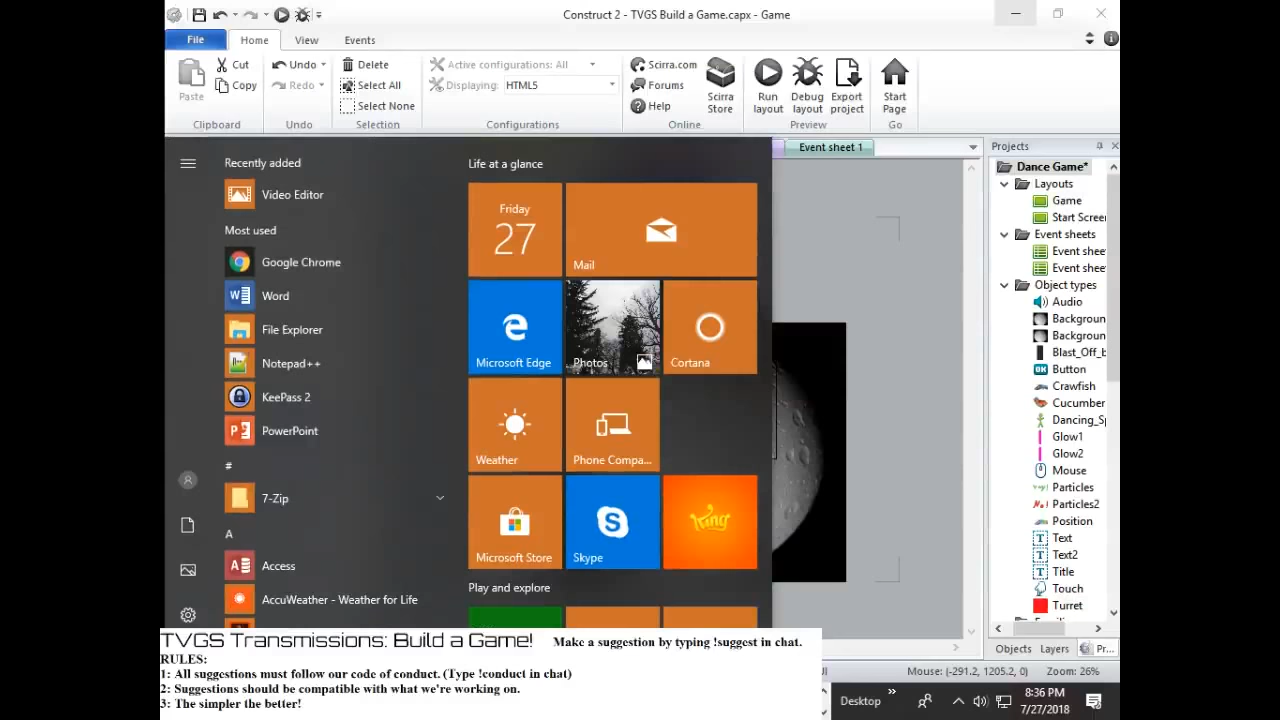 Construct 2 - TVGS Build a Game.capx - Game
File Home View Events
Paste Cut Copy Clipboard
Undo Redo Undo
Delete Select All Select None Selection
Active configurations: All
Displaying: HTML5
Configurations
Scirra.com Forums Help Scirra Store Online
Run layout Debug layout Export project Preview
Start Page Go
Event sheet 1
Projects
Dance Game*
Layouts
Game
Start Screen
Event sheets
Event shee
Event shee
Object types
Audio
Backgroun
Backgroun
Blast_Off_b
Button
Crawfish
Cucumber
Dancing_Sp
Glow1
Glow2
Mouse
Particles
Particles2
Position
Text
Text2
Title
Touch
Turret
Objects Layers Pr...
Mouse: (-291.2, 1205.2, 0) Zoom: 26%
Recently added
Video Editor
Most used
Google Chrome
Word
File Explorer
Notepad++
KeePass 2
PowerPoint
#
7-Zip
A
Access
AccuWeather - Weather for Life
Life at a glance
Friday
27
Mail
Microsoft Edge
Photos
Cortana
Weather
Phone Compa...
Microsoft Store
Skype
King
Play and explore
TVGS Transmissions: Build a Game! Make a suggestion by typing !suggest in chat.
RULES:
1: All suggestions must follow our code of conduct. (Type !conduct in chat)
2: Suggestions should be compatible with what we're working on.
3: The simpler the better!
Desktop
8:36 PM
7/27/2018